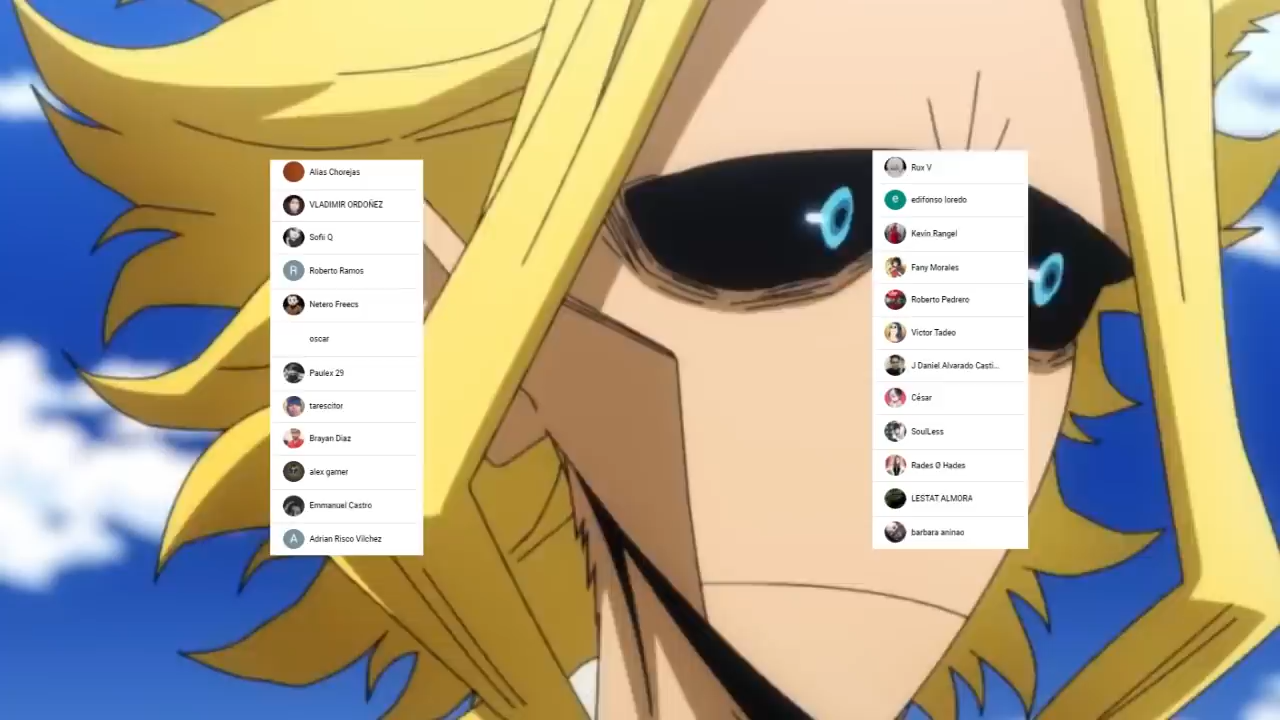 Alias Chorejas
VLADIMIR ORDOÑEZ
Sofii Q
R
Roberto Ramos
Netero Freecs
oscar
Paulex 29
tarescitor
Brayan Diaz
alex gamer
Emmanuel Castro
A
Adrian Risco Vilchez
Rux V
e
edifonso loredo
Kevin Rangel
Fany Morales
Roberto Pedrero
Victor Tadeo
J Daniel Alvarado Casti...
César
SoulLess
Rades Ø Hades
LESTAT ALMORA
barbara aninao